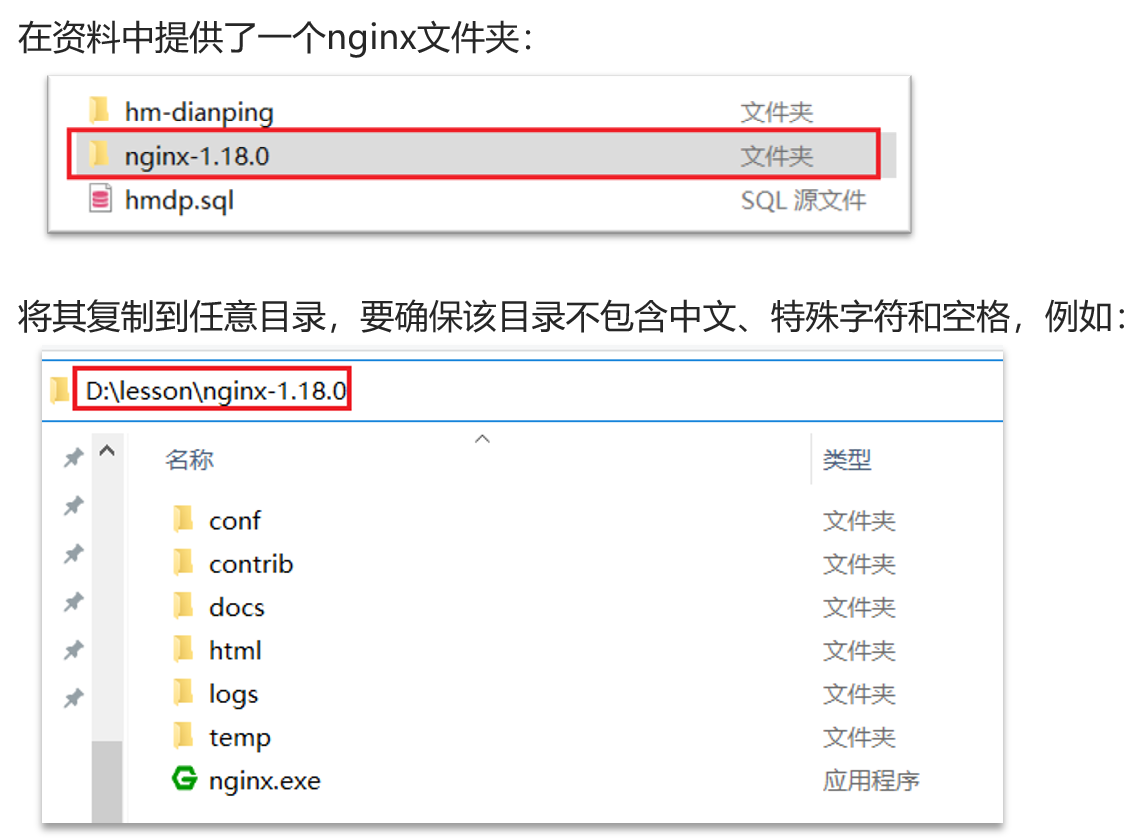 在资料中提供了一个nginx文件夹：
hm-dianping 文件夹
nginx-1.18.0 文件夹
hmdp.sql SQL 源文件
将其复制到任意目录，要确保该目录不包含中文、特殊字符和空格，例如：
D:\lesson\nginx-1.18.0
名称 类型
conf 文件夹
contrib 文件夹
docs 文件夹
html 文件夹
logs 文件夹
temp 文件夹
nginx.exe 应用程序